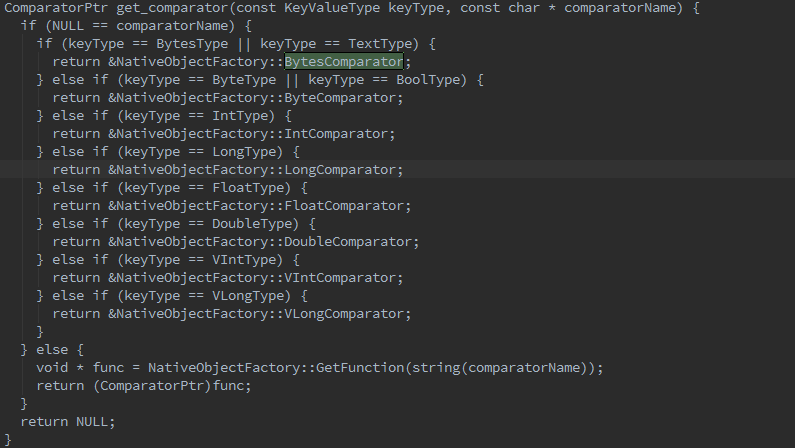 ComparatorPtr get_comparator(const KeyValueType keyType, const char * comparatorName) {
  if (NULL == comparatorName) {
    if (keyType == BytesType || keyType == TextType) {
      return &NativeObjectFactory::BytesComparator;
    } else if (keyType == ByteType || keyType == BoolType) {
      return &NativeObjectFactory::ByteComparator;
    } else if (keyType == IntType) {
      return &NativeObjectFactory::IntComparator;
    } else if (keyType == LongType) {
      return &NativeObjectFactory::LongComparator;
    } else if (keyType == FloatType) {
      return &NativeObjectFactory::FloatComparator;
    } else if (keyType == DoubleType) {
      return &NativeObjectFactory::DoubleComparator;
    } else if (keyType == VIntType) {
      return &NativeObjectFactory::VIntComparator;
    } else if (keyType == VLongType) {
      return &NativeObjectFactory::VLongComparator;
    }
  } else {
    void * func = NativeObjectFactory::GetFunction(string(comparatorName));
    return (ComparatorPtr)func;
  }
  return NULL;
}